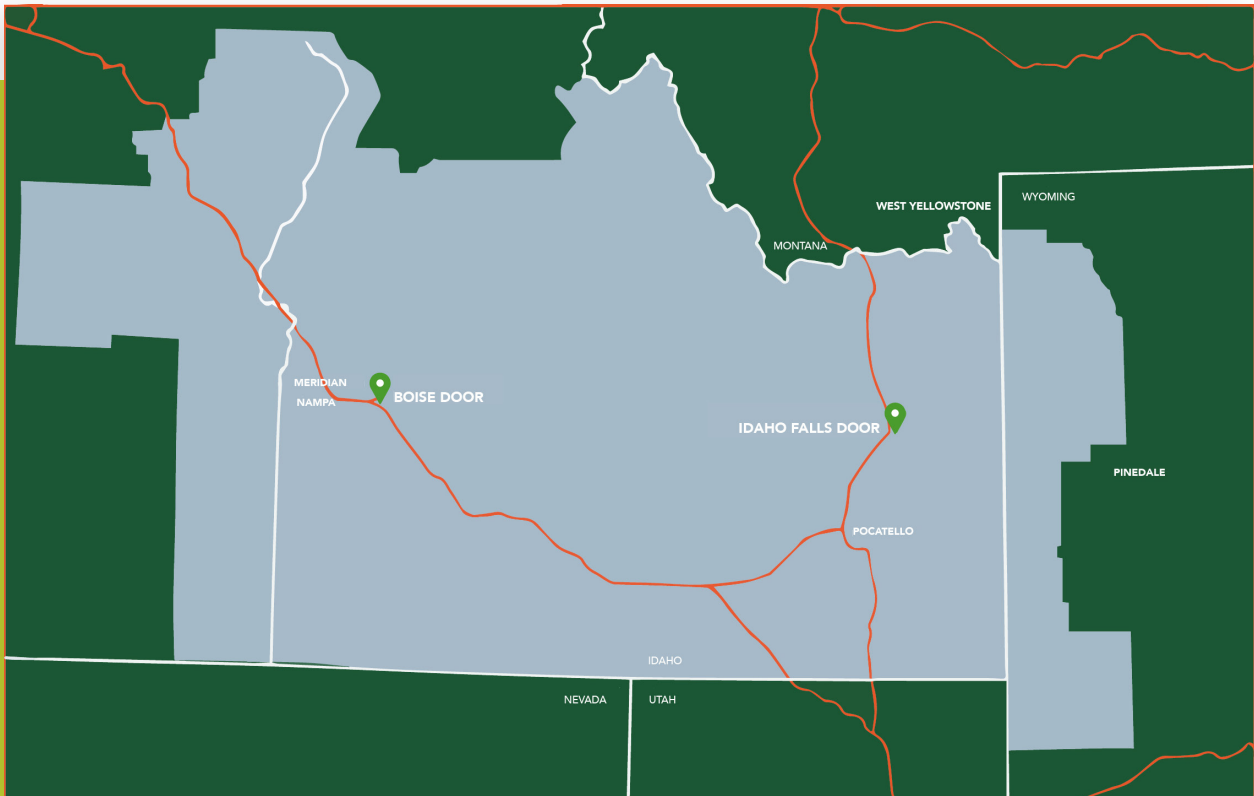 WYOMING
WEST YELLOWSTONE
MONTANA
MERIDIAN
NAMPA
BOISE DOOR
IDAHO FALLS DOOR
PINEDALE
POCATELLO
IDAHO
NEVADA
UTAH